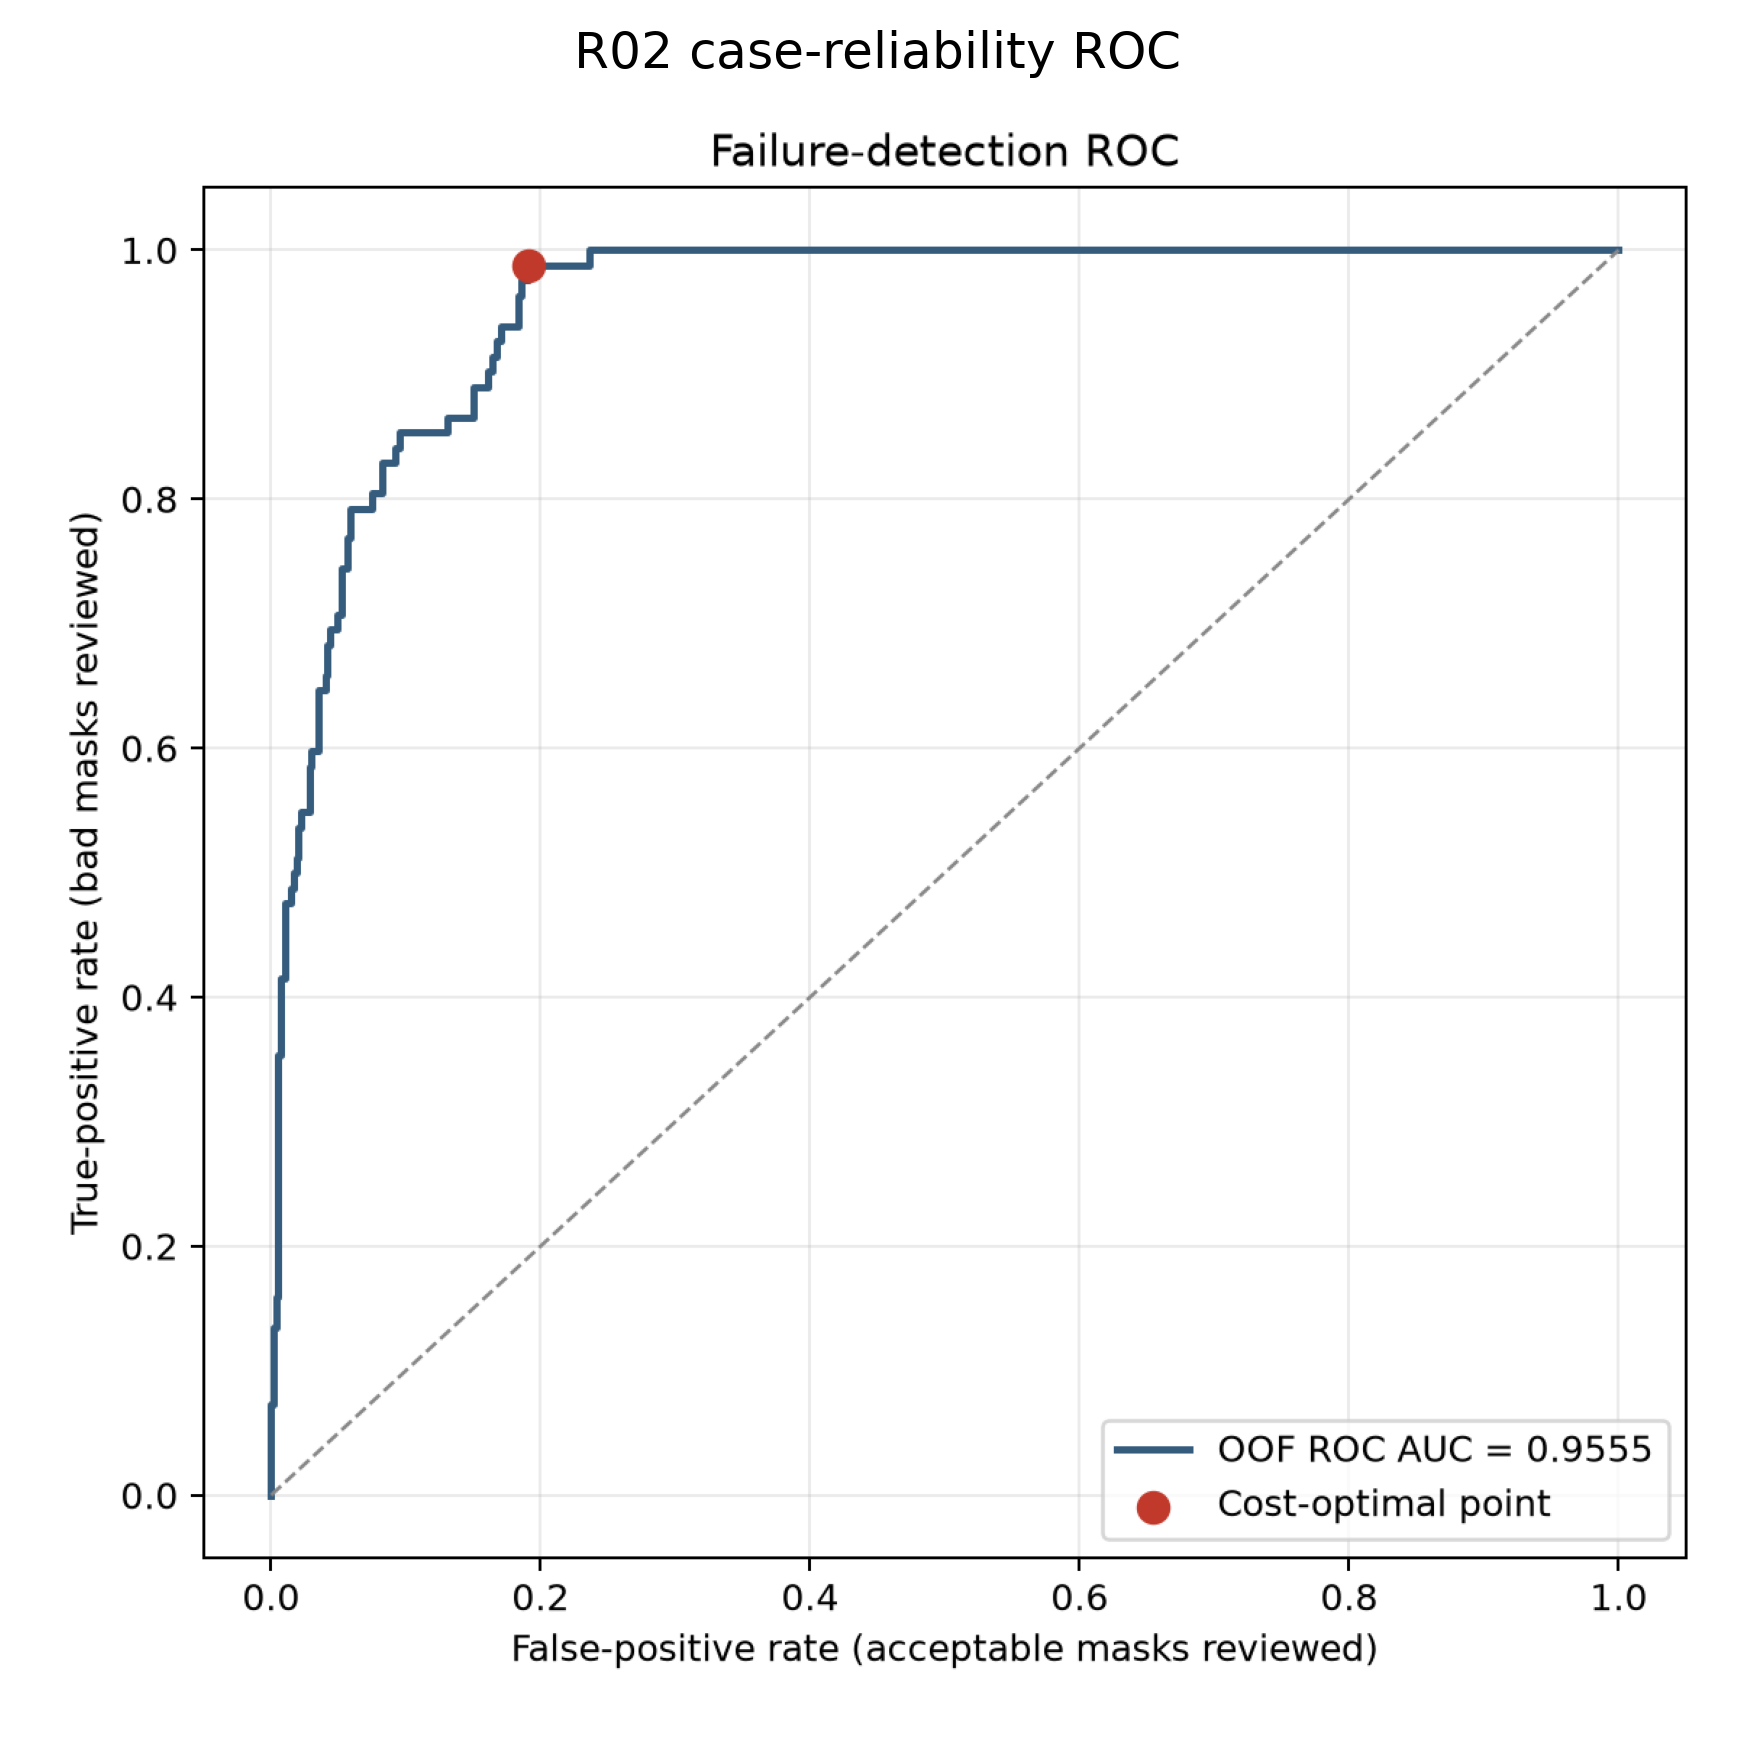 R02 case-reliability ROC
Failure-detection ROC
True-positive rate (bad masks reviewed)
1.0
0.8
0.6
0.4
0.2
0.0
OOF ROC AUC = 0.9555
Cost-optimal point
0.0 0.2 0.4 0.6 0.8 1.0
False-positive rate (acceptable masks reviewed)